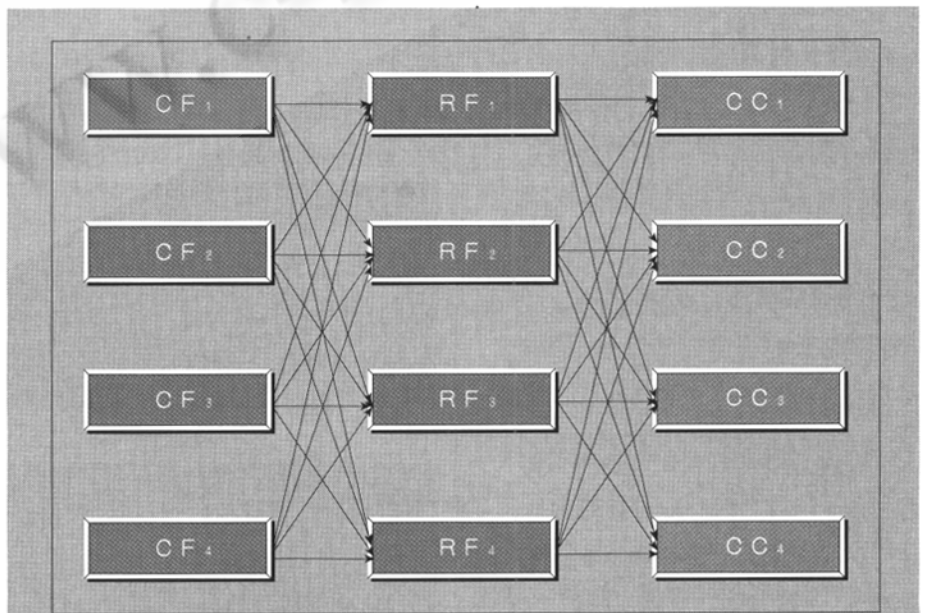 CF₁ RF₁ CC₁
CF₂ RF₂ CC₂
CF₃ RF₃ CC₃
CF₄ RF₄ CC₄